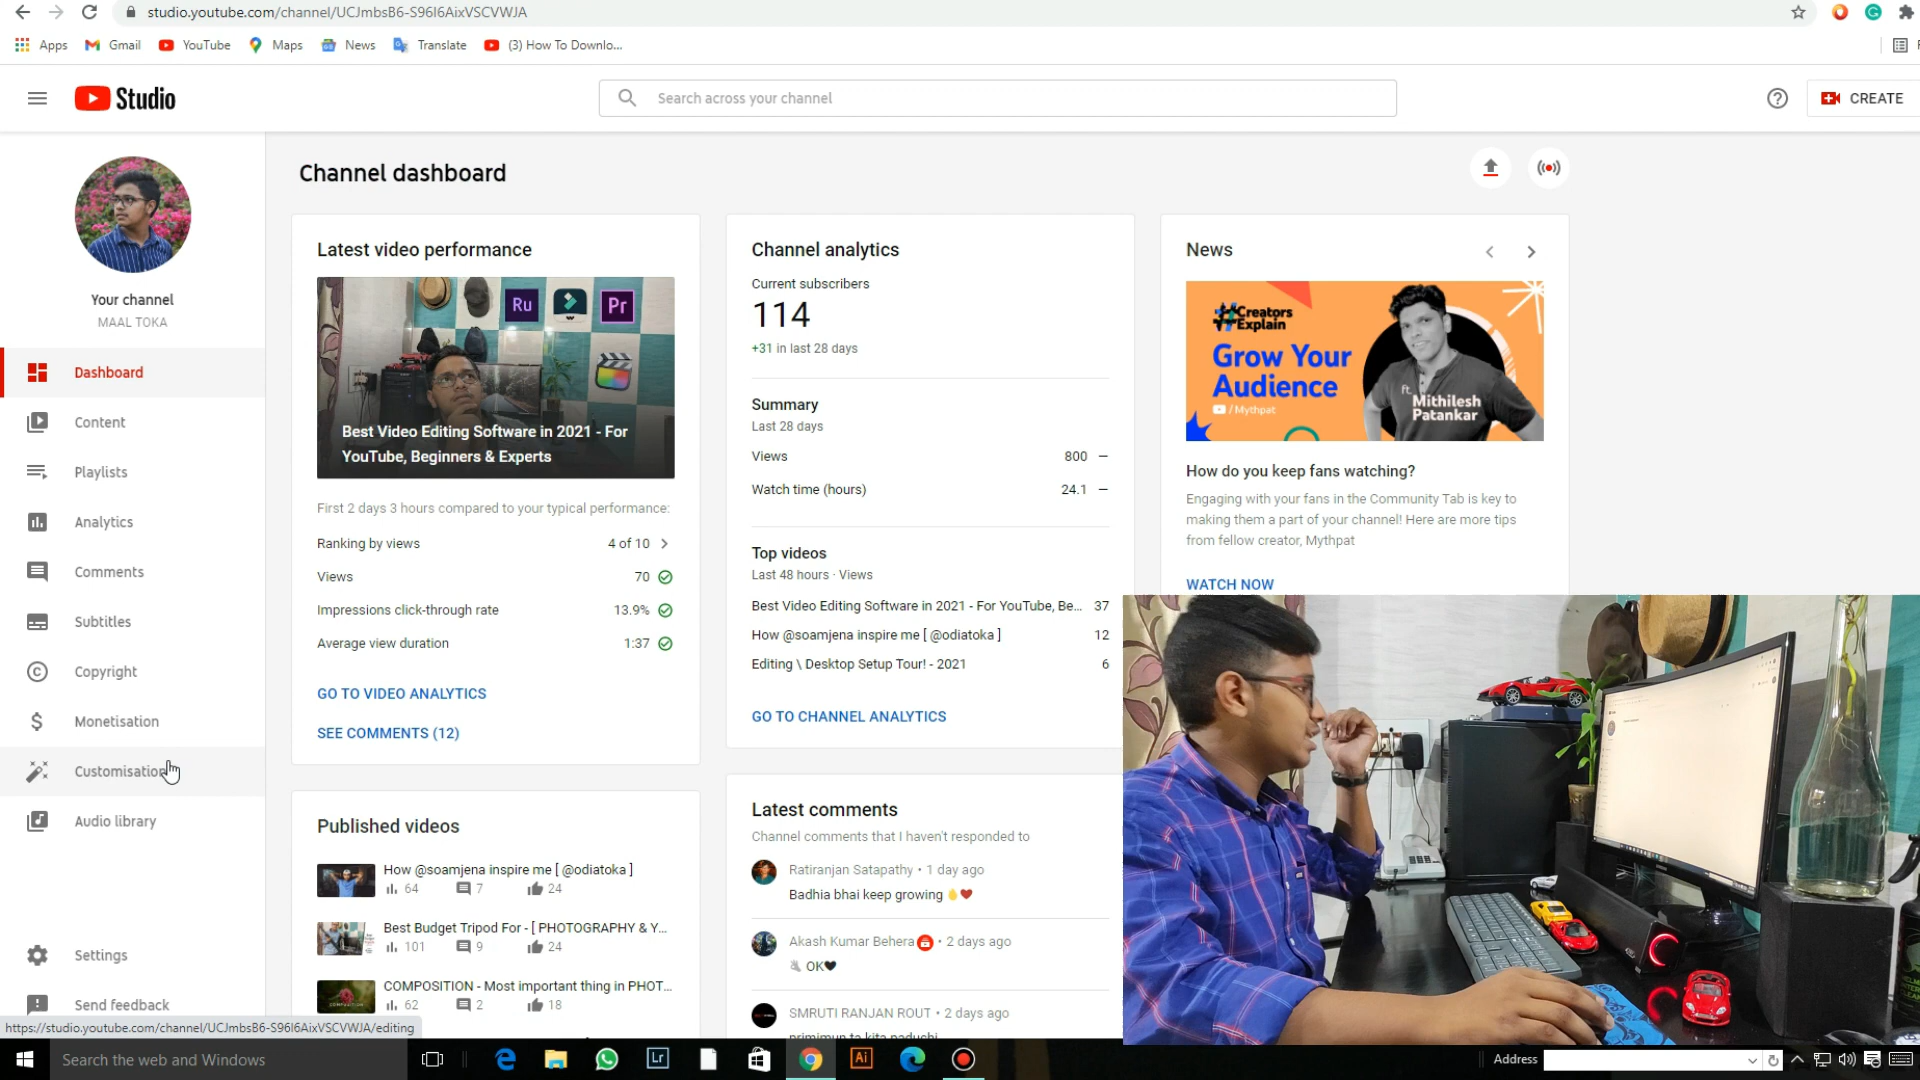 studio.youtube.com/channel/UCJmbsB6-S96I6AixVSCVWJA
Apps
Gmail
YouTube
Maps
News
Translate
(3) How To Downlo...
Studio
Search across your channel
CREATE
Your channel
MAAL TOKA
Dashboard
Content
Playlists
Analytics
Comments
Subtitles
Copyright
Monetisation
Customisation
Audio library
Settings
Send feedback
https://studio.youtube.com/channel/UCJmbsB6-S96I6AixVSCVWJA/editing
Channel dashboard
Latest video performance
Ru
Pr
Best Video Editing Software in 2021 - For
YouTube, Beginners & Experts
First 2 days 3 hours compared to your typical performance:
Ranking by views 4 of 10
Views 70
Impressions click-through rate 13.9%
Average view duration 1:37
GO TO VIDEO ANALYTICS
SEE COMMENTS (12)
Published videos
How @soamjena inspire me [ @odiatoka ]
64 7 24
Best Budget Tripod For - [ PHOTOGRAPHY & Y...
101 9 24
COMPOSITION - Most important thing in PHOT...
62 2 18
Channel analytics
Current subscribers
114
+31 in last 28 days
Summary
Last 28 days
Views 800 —
Watch time (hours) 24.1 —
Top videos
Last 48 hours · Views
Best Video Editing Software in 2021 - For YouTube, Be... 37
How @soamjena inspire me [ @odiatoka ] 12
Editing \ Desktop Setup Tour! - 2021 6
GO TO CHANNEL ANALYTICS
Latest comments
Channel comments that I haven't responded to
Ratiranjan Satapathy • 1 day ago
Badhia bhai keep growing
Akash Kumar Behera • 2 days ago
OK
SMRUTI RANJAN ROUT • 2 days ago
primimun ta kita paduchi
News
#Creators
Explain
Grow Your
Audience
/ Mythpat
ft.
Mithilesh
Patankar
How do you keep fans watching?
Engaging with your fans in the Community Tab is key to
making them a part of your channel! Here are more tips
from fellow creator, Mythpat
WATCH NOW
Search the web and Windows
Lr
Ai
Address